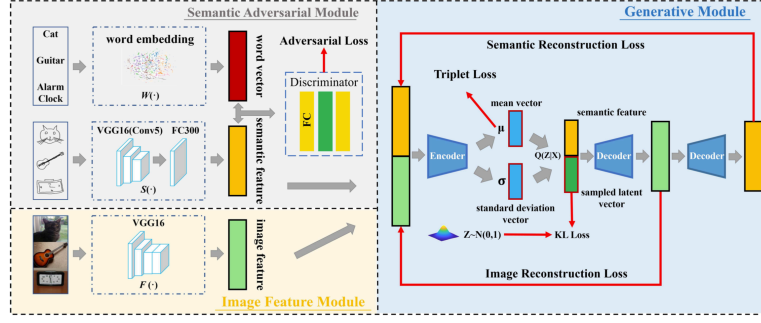 Semantic Adversarial Module
Cat
Guitar
Alarm
Clock
word embedding
W(·)
word vector
Adversarial Loss
Discriminator
FC
VGG16(Conv5) FC300
S(·)
semantic feature
VGG16
F(·)
image feature
Image Feature Module
Generative Module
Semantic Reconstruction Loss
Triplet Loss
mean vector
μ
Encoder
σ
standard deviation
vector
Q(Z|X)
semantic feature
sampled latent
vector
Decoder
Decoder
Z~N(0,1)
KL Loss
Image Reconstruction Loss